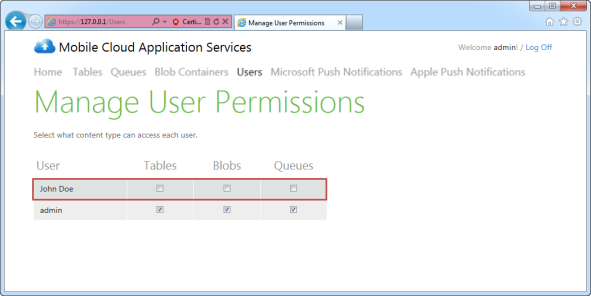 https://127.0.0.1/Users
Certi...
Manage User Permissions
Mobile Cloud Application Services
Welcome admin! / Log Off
Home Tables Queues Blob Containers Users Microsoft Push Notifications Apple Push Notifications
Manage User Permissions
Select what content type can access each user.
User Tables Blobs Queues
John Doe
admin